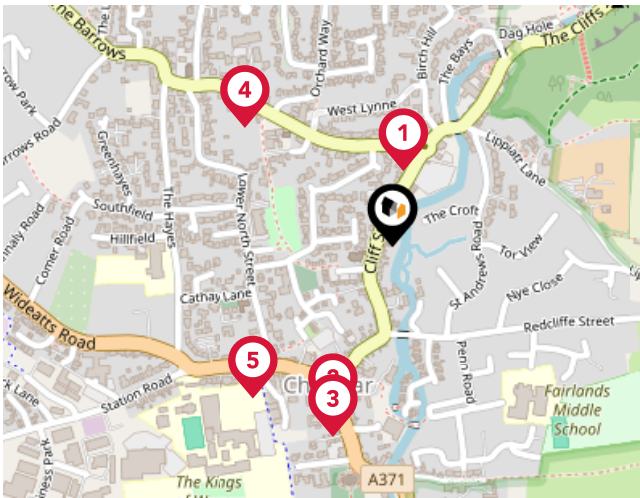 The Barrows
Dag Hole
The Cliffs
Orchard Way
Birch Hill
The Bays
4
West Lynne
1
Park
Barrows Road
Greenhayes
Lippiatt Lane
The Hayes
Lower North Street
Southfield
The Croft
Hillfield
Corner Road
Cliff S
Tor View
St Andrews Road
Nye Close
Cathay Lane
Wideatts Road
Redcliffe Street
5
Penn Road
Station Road
3
Lane
Fairlands
Middle
School
The Kings
A371